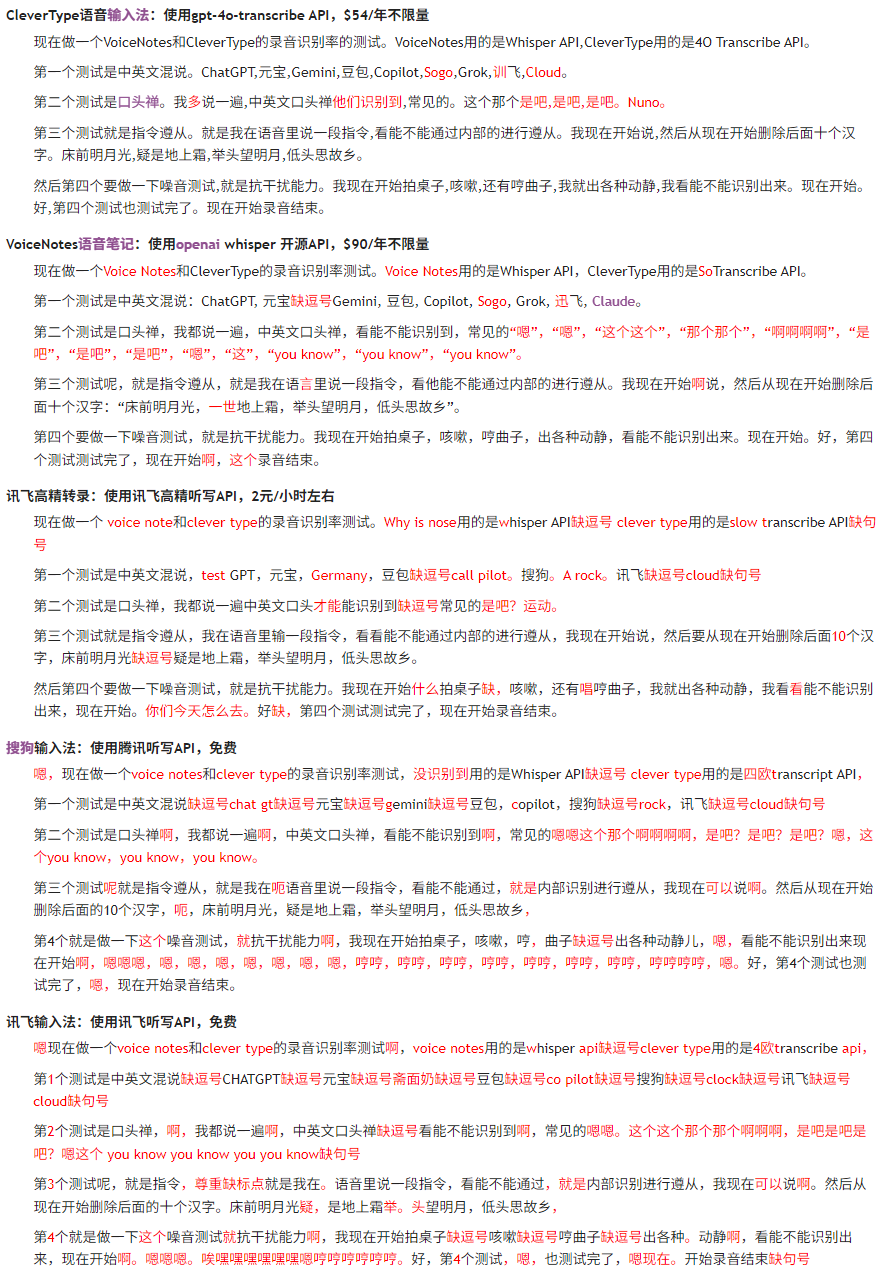 CleverType语音输入法：使用gpt-4o-transcribe API，$54/年不限量
现在做一个VoiceNotes和CleverType的录音识别率的测试。VoiceNotes用的是Whisper API,CleverType用的是4O Transcribe API。
第一个测试是中英文混说。ChatGPT,元宝,Gemini,豆包,Copilot,Sogo,Grok,训飞,Cloud。
第二个测试是口头禅。我多说一遍,中英文口头禅他们识别到,常见的。这个那个是吧,是吧,是吧。Nuno。
第三个测试就是指令遵从。就是我在语音里说一段指令,看能不能通过内部的进行遵从。我现在开始说,然后从现在开始删除后面十个汉
字。床前明月光,疑是地上霜,举头望明月,低头思故乡。
然后第四个要做一下噪音测试,就是抗干扰能力。我现在开始拍桌子,咳嗽,还有哼曲子,我就出各种动静,我看能不能识别出来。现在开始。
好,第四个测试也测试完了。现在开始录音结束。
VoiceNotes语音笔记：使用openai whisper 开源API，$90/年不限量
现在做一个Voice Notes和CleverType的录音识别率测试。Voice Notes用的是Whisper API，CleverType用的是SoTranscribe API。
第一个测试是中英文混说：ChatGPT, 元宝缺逗号Gemini, 豆包, Copilot, Sogo, Grok, 迅飞, Claude。
第二个测试是口头禅，我都说一遍，中英文口头禅，看能不能识别到，常见的“嗯”，“嗯”，“这个这个”，“那个那个”，“啊啊啊啊”，“是
吧”，“是吧”，“是吧”，“嗯”，“这”，“you know”，“you know”，“you know”。
第三个测试呢，就是指令遵从，就是我在语言里说一段指令，看他能不能通过内部的进行遵从。我现在开始啊说，然后从现在开始删除后
面十个汉字：“床前明月光，一世地上霜，举头望明月，低头思故乡”。
第四个要做一下噪音测试，就是抗干扰能力。我现在开始拍桌子，咳嗽，哼曲子，出各种动静，看能不能识别出来。现在开始。好，第四
个测试测试完了，现在开始啊，这个录音结束。
讯飞高精转录：使用讯飞高精听写API，2元/小时左右
现在做一个 voice note和clever type的录音识别率测试。Why is nose用的是whisper API缺逗号 clever type用的是slow transcribe API缺句
号
第一个测试是中英文混说，test GPT，元宝，Germany，豆包缺逗号call pilot。搜狗。A rock。讯飞缺逗号cloud缺句号
第二个测试是口头禅，我都说一遍中英文口头才能能识别到缺逗号常见的是吧？运动。
第三个测试就是指令遵从，我在语音里输一段指令，看看能不能通过内部的进行遵从，我现在开始说，然后要从现在开始删除后面10个汉
字，床前明月光缺逗号疑是地上霜，举头望明月，低头思故乡。
然后第四个要做一下噪音测试，就是抗干扰能力。我现在开始什么拍桌子缺，咳嗽，还有唱哼曲子，我就出各种动静，我看看能不能识别
出来，现在开始。你们今天怎么去。好缺，第四个测试测试完了，现在开始录音结束。
搜狗输入法：使用腾讯听写API，免费
嗯，现在做一个voice notes和clever type的录音识别率测试，没识别到用的是Whisper API缺逗号 clever type用的是四欧transcript API，
第一个测试是中英文混说缺逗号chat gt缺逗号元宝缺逗号gemini缺逗号豆包，copilot，搜狗缺逗号rock，讯飞缺逗号cloud缺句号
第二个测试是口头禅啊，我都说一遍啊，中英文口头禅，看能不能识别到啊，常见的嗯嗯这个那个啊啊啊啊，是吧？是吧？是吧？嗯，这
个you know，you know，you know。
第三个测试呢就是指令遵从，就是我在呃语音里说一段指令，看能不能通过，就是内部识别进行遵从，我现在可以说啊。然后从现在开始
删除后面的10个汉字，呃，床前明月光，疑是地上霜，举头望明月，低头思故乡，
第4个就是做一下这个噪音测试，就抗干扰能力啊，我现在开始拍桌子，咳嗽，哼，曲子缺逗号出各种动静儿，嗯，看能不能识别出来现
在开始啊，嗯嗯嗯，嗯，嗯，嗯，嗯，嗯，嗯，嗯，哼哼，哼哼，哼哼，哼哼，哼哼，哼哼，哼哼，哼哼哼哼，嗯。好，第4个测试也测
试完了，嗯，现在开始录音结束。
讯飞输入法：使用讯飞听写API，免费
嗯现在做一个voice notes和clever type的录音识别率测试啊，voice notes用的是whisper api缺逗号clever type用的是4欧transcribe api，
第1个测试是中英文混说缺逗号CHATGPT缺逗号元宝缺逗号斋面奶缺逗号豆包缺逗号co pilot缺逗号搜狗缺逗号clock缺逗号讯飞缺逗号
cloud缺句号
第2个测试是口头禅，啊，我都说一遍啊，中英文口头禅缺逗号看能不能识别到啊，常见的嗯嗯。这个这个那个那个啊啊啊，是吧是吧是
吧？嗯这个 you know you know you you know缺句号
第3个测试呢，就是指令，尊重缺标点就是我在。语音里说一段指令，看能不能通过，就是内部识别进行遵从，我现在可以说啊。然后从
现在开始删除后面的十个汉字。床前明月光疑，是地上霜举。头望明月，低头思故乡，
第4个就是做一下这个噪音测试就抗干扰能力啊，我现在开始拍桌子缺逗号咳嗽缺逗号哼曲子缺逗号出各种。动静啊，看能不能识别出
来，现在开始啊。嗯嗯嗯。唉嘿嘿嘿嘿嘿嘿嗯哼哼哼哼哼哼。好，第4个测试，嗯，也测试完了，嗯现在。开始录音结束缺句号